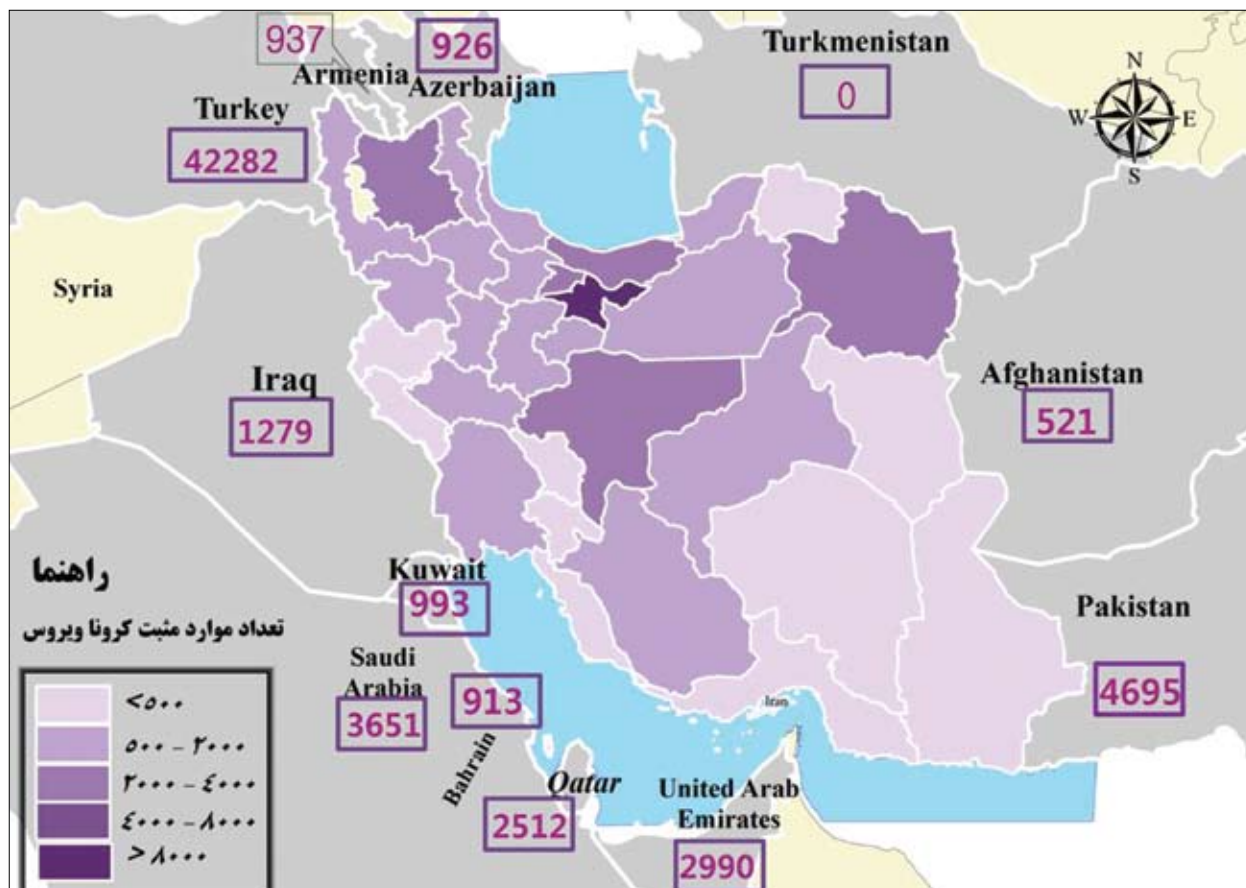 937
926
Armenia
Azerbaijan
Turkmenistan
0
N
W
E
S
Turkey
42282
Syria
Iraq
1279
Afghanistan
521
Kuwait
993
Pakistan
4695
Saudi
Arabia
3651
913
Bahrain
Iran
Qatar
2512
United Arab
Emirates
2990
راهنما
تعداد موارد مثبت کرونا ویروس
<۵۰۰
۵۰۰ - ۲۰۰۰
۲۰۰۰ - ۴۰۰۰
۴۰۰۰ - ۸۰۰۰
>۸۰۰۰